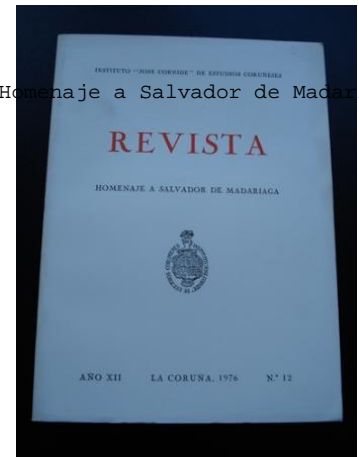 INSTITUTO "JOSE CORNIDE" DE ESTUDIOS CORUÑESES
Homenaje a Salvador de Madar
REVISTA
HOMENAJE A SALVADOR DE MADARIAGA
AÑO XII LA CORUÑA, 1976 N.º 12